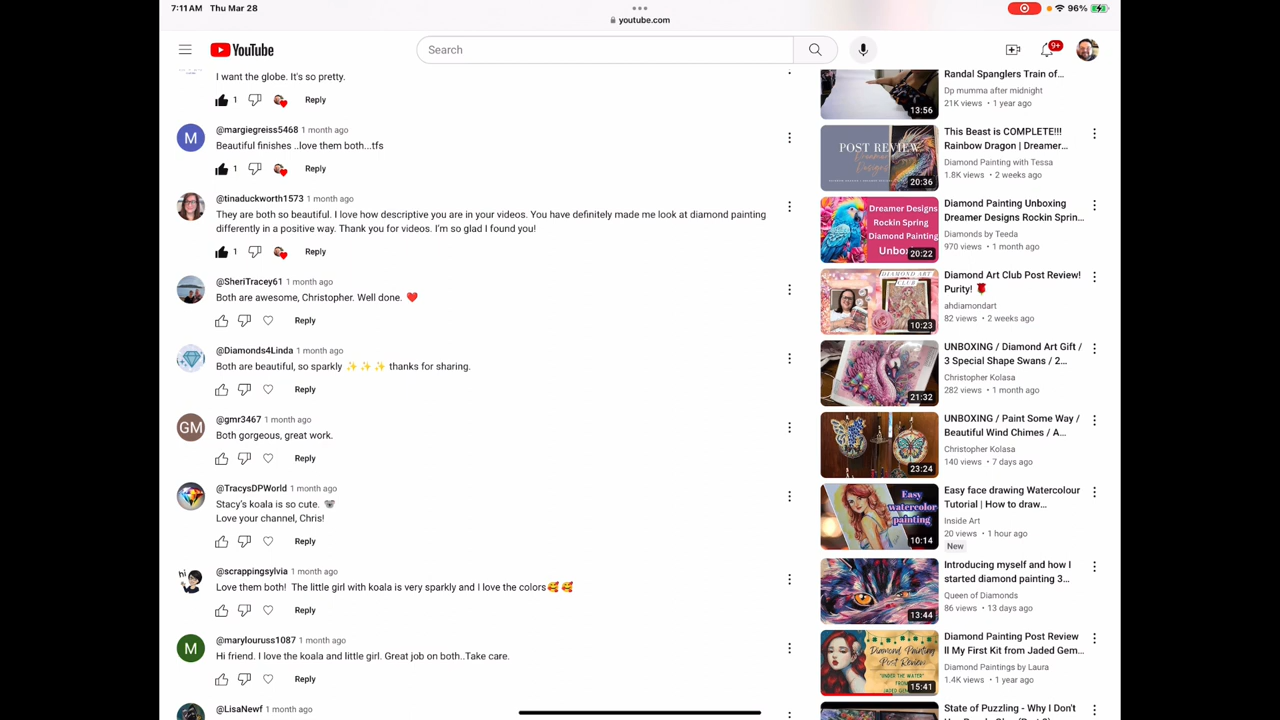 7:11 AM Thu Mar 28
youtube.com
96%
YouTube
Search
9+
I want the globe. It's so pretty.
1 Reply
M
@margiegreiss5468 1 month ago
Beautiful finishes ..love them both...tfs
1 Reply
@tinaduckworth1573 1 month ago
They are both so beautiful. I love how descriptive you are in your videos. You have definitely made me look at diamond painting
differently in a positive way. Thank you for videos. I'm so glad I found you!
1 Reply
@SheriTracey61 1 month ago
Both are awesome, Christopher. Well done. ❤️
Reply
@Diamonds4Linda 1 month ago
Both are beautiful, so sparkly ✨ ✨ ✨ thanks for sharing.
Reply
GM
@gmr3467 1 month ago
Both gorgeous, great work.
Reply
@TracysDPWorld 1 month ago
Stacy's koala is so cute. 🐨
Love your channel, Chris!
Reply
hi
@scrappingsylvia 1 month ago
Love them both! The little girl with koala is very sparkly and I love the colors🥰 🥰
Reply
M
@marylouruss1087 1 month ago
Hi friend. I love the koala and little girl. Great job on both..Take care.
Reply
@LisaNewf 1 month ago
13:56
Randal Spanglers Train of...
Dp mumma after midnight
21K views • 1 year ago
POST REVIEW
Dreamer
Designs
20:36
This Beast is COMPLETE!!!
Rainbow Dragon | Dreamer...
Diamond Painting with Tessa
1.8K views • 2 weeks ago
Dreamer Designs
Rockin Spring
Diamond Painting
Unbox
20:22
Diamond Painting Unboxing
Dreamer Designs Rockin Sprin...
Diamonds by Teeda
970 views • 1 month ago
DIAMOND ART
CLUB
10:23
Diamond Art Club Post Review!
Purity! 🌹
ahdiamondart
82 views • 2 weeks ago
21:32
UNBOXING / Diamond Art Gift /
3 Special Shape Swans / 2...
Christopher Kolasa
282 views • 1 month ago
23:24
UNBOXING / Paint Some Way /
Beautiful Wind Chimes / A...
Christopher Kolasa
140 views • 7 days ago
Easy
watercolor
painting
10:14
Easy face drawing Watercolour
Tutorial | How to draw...
Inside Art
20 views • 1 hour ago
New
13:44
Introducing myself and how I
started diamond painting 3...
Queen of Diamonds
86 views • 13 days ago
Diamond Painting
Post Review
"UNDER THE WATER"
FROM
JADED GEM
15:41
Diamond Painting Post Review
ll My First Kit from Jaded Gem...
Diamond Paintings by Laura
1.4K views • 1 year ago
State of Puzzling - Why I Don't